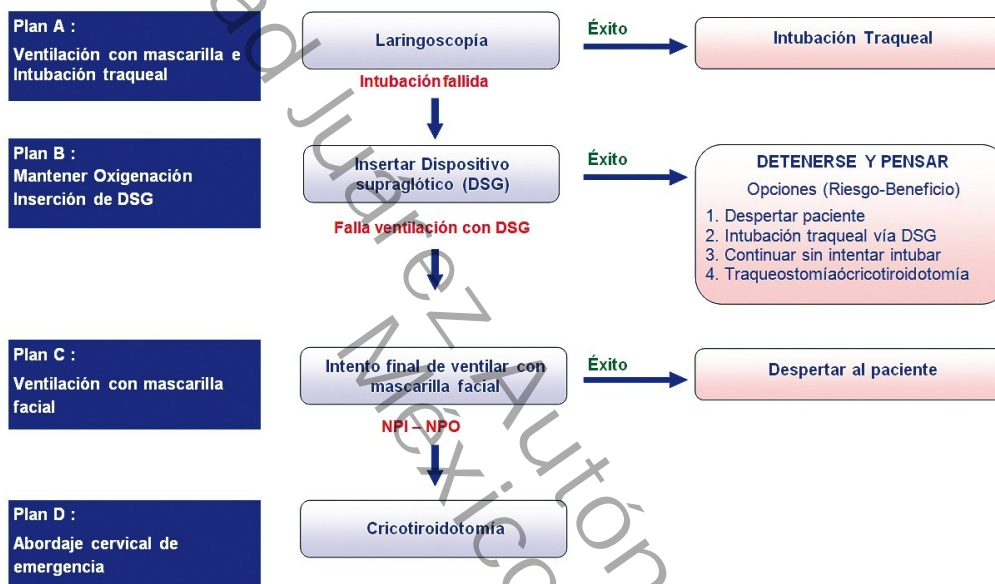 Plan A :
Ventilación con mascarilla e
Intubación traqueal
Laringoscopía
Éxito
Intubación Traqueal
Intubación fallida
Plan B :
Mantener Oxigenación
Inserción de DSG
Insertar Dispositivo
supraglótico (DSG)
Éxito
DETENERSE Y PENSAR
Opciones (Riesgo-Beneficio)
1. Despertar paciente
2. Intubación traqueal vía DSG
3. Continuar sin intentar intubar
4. Traqueostomíaócricotiroidotomía
Falla ventilación con DSG
Plan C :
Ventilación con mascarilla
facial
Intento final de ventilar con
mascarilla facial
Éxito
Despertar al paciente
NPI – NPO
Plan D :
Abordaje cervical de
emergencia
Cricotiroidotomía
Juárez Autón
México